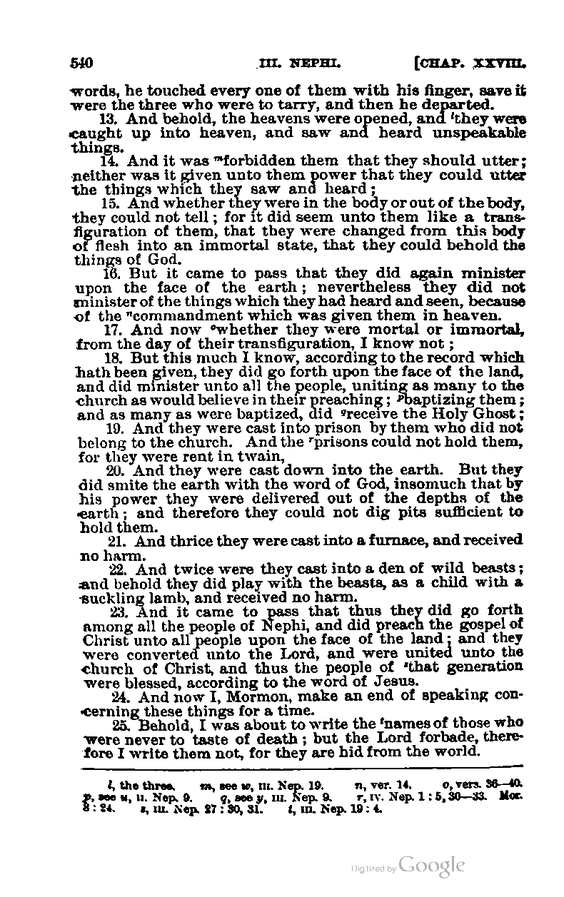 540 III. NEPHI. [CHAP. XXVIII.
words, he touched every one of them with his finger, save it
were the three who were to tarry, and then he departed.
13. And behold, the heavens were opened, and ˡthey were
caught up into heaven, and saw and heard unspeakable
things.
14. And it was ᵐforbidden them that they should utter;
neither was it given unto them power that they could utter
the things which they saw and heard;
15. And whether they were in the body or out of the body,
they could not tell; for it did seem unto them like a trans-
figuration of them, that they were changed from this body
of flesh into an immortal state, that they could behold the
things of God.
16. But it came to pass that they did again minister
upon the face of the earth; nevertheless they did not
minister of the things which they had heard and seen, because
of the ⁿcommandment which was given them in heaven.
17. And now ᵒwhether they were mortal or immortal,
from the day of their transfiguration, I know not;
18. But this much I know, according to the record which
hath been given, they did go forth upon the face of the land,
and did minister unto all the people, uniting as many to the
church as would believe in their preaching; ᵖbaptizing them;
and as many as were baptized, did ᑫreceive the Holy Ghost;
19. And they were cast into prison by them who did not
belong to the church. And the ʳprisons could not hold them,
for they were rent in twain,
20. And they were cast down into the earth. But they
did smite the earth with the word of God, insomuch that by
his power they were delivered out of the depths of the
earth; and therefore they could not dig pits sufficient to
hold them.
21. And thrice they were cast into a furnace, and received
no harm.
22. And twice were they cast into a den of wild beasts;
and behold they did play with the beasts, as a child with a
suckling lamb, and received no harm.
23. And it came to pass that thus they did go forth
among all the people of Nephi, and did preach the gospel of
Christ unto all people upon the face of the land; and they
were converted unto the Lord, and were united unto the
church of Christ, and thus the people of ˢthat generation
were blessed, according to the word of Jesus.
24. And now I, Mormon, make an end of speaking con-
cerning these things for a time.
25. Behold, I was about to write the ᵗnames of those who
were never to taste of death; but the Lord forbade, there-
fore I write them not, for they are hid from the world.
l, the three. m, see w, III. Nep. 19. n, ver. 14. o, vers. 36—40.
p, see u, II. Nep. 9. q, see y, III. Nep. 9. r, IV. Nep. 1:5, 30—33. Mor.
8:24. s, III. Nep. 27:30, 31. t, III. Nep. 19:4.
Digitized by Google